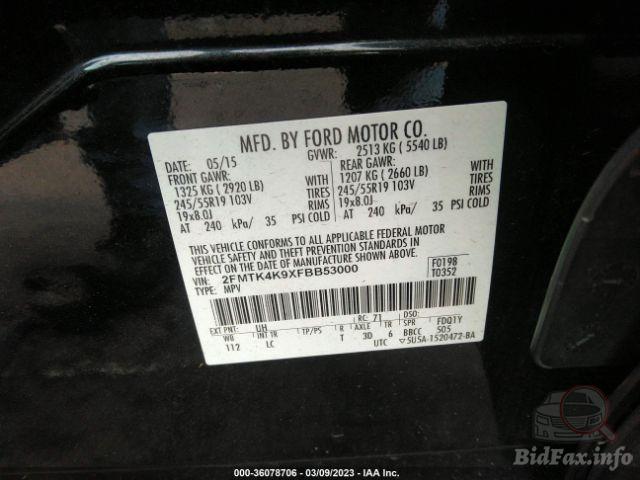 MFD. BY FORD MOTOR CO.
DATE: 05/15 GVWR: 2513 KG ( 5540 LB)
FRONT GAWR: REAR GAWR:
1325 KG ( 2920 LB) WITH 1207 KG ( 2660 LB) WITH
245/55R19 103V TIRES 245/55R19 103V TIRES
19x8.0J RIMS 19x8.0J RIMS
AT 240 kPa/ 35 PSI COLD AT 240 kPa/ 35 PSI COLD
THIS VEHICLE CONFORMS TO ALL APPLICABLE FEDERAL MOTOR
VEHICLE SAFETY AND THEFT PREVENTION STANDARDS IN
EFFECT ON THE DATE OF MANUFACTURE SHOWN ABOVE.
VIN: 2FMTK4K9XFBB53000 F0198
TYPE: MPV T0352
EXT PNT: UH RC: 71 DSO: FDQTY
WB INT TR TP/PS R AXLE TR BBCC 505
112 LC T 3D 6
UTC ▽5USA-1520472-BA
BidFax.info
000-36078706 - 03/09/2023 - IAA Inc.